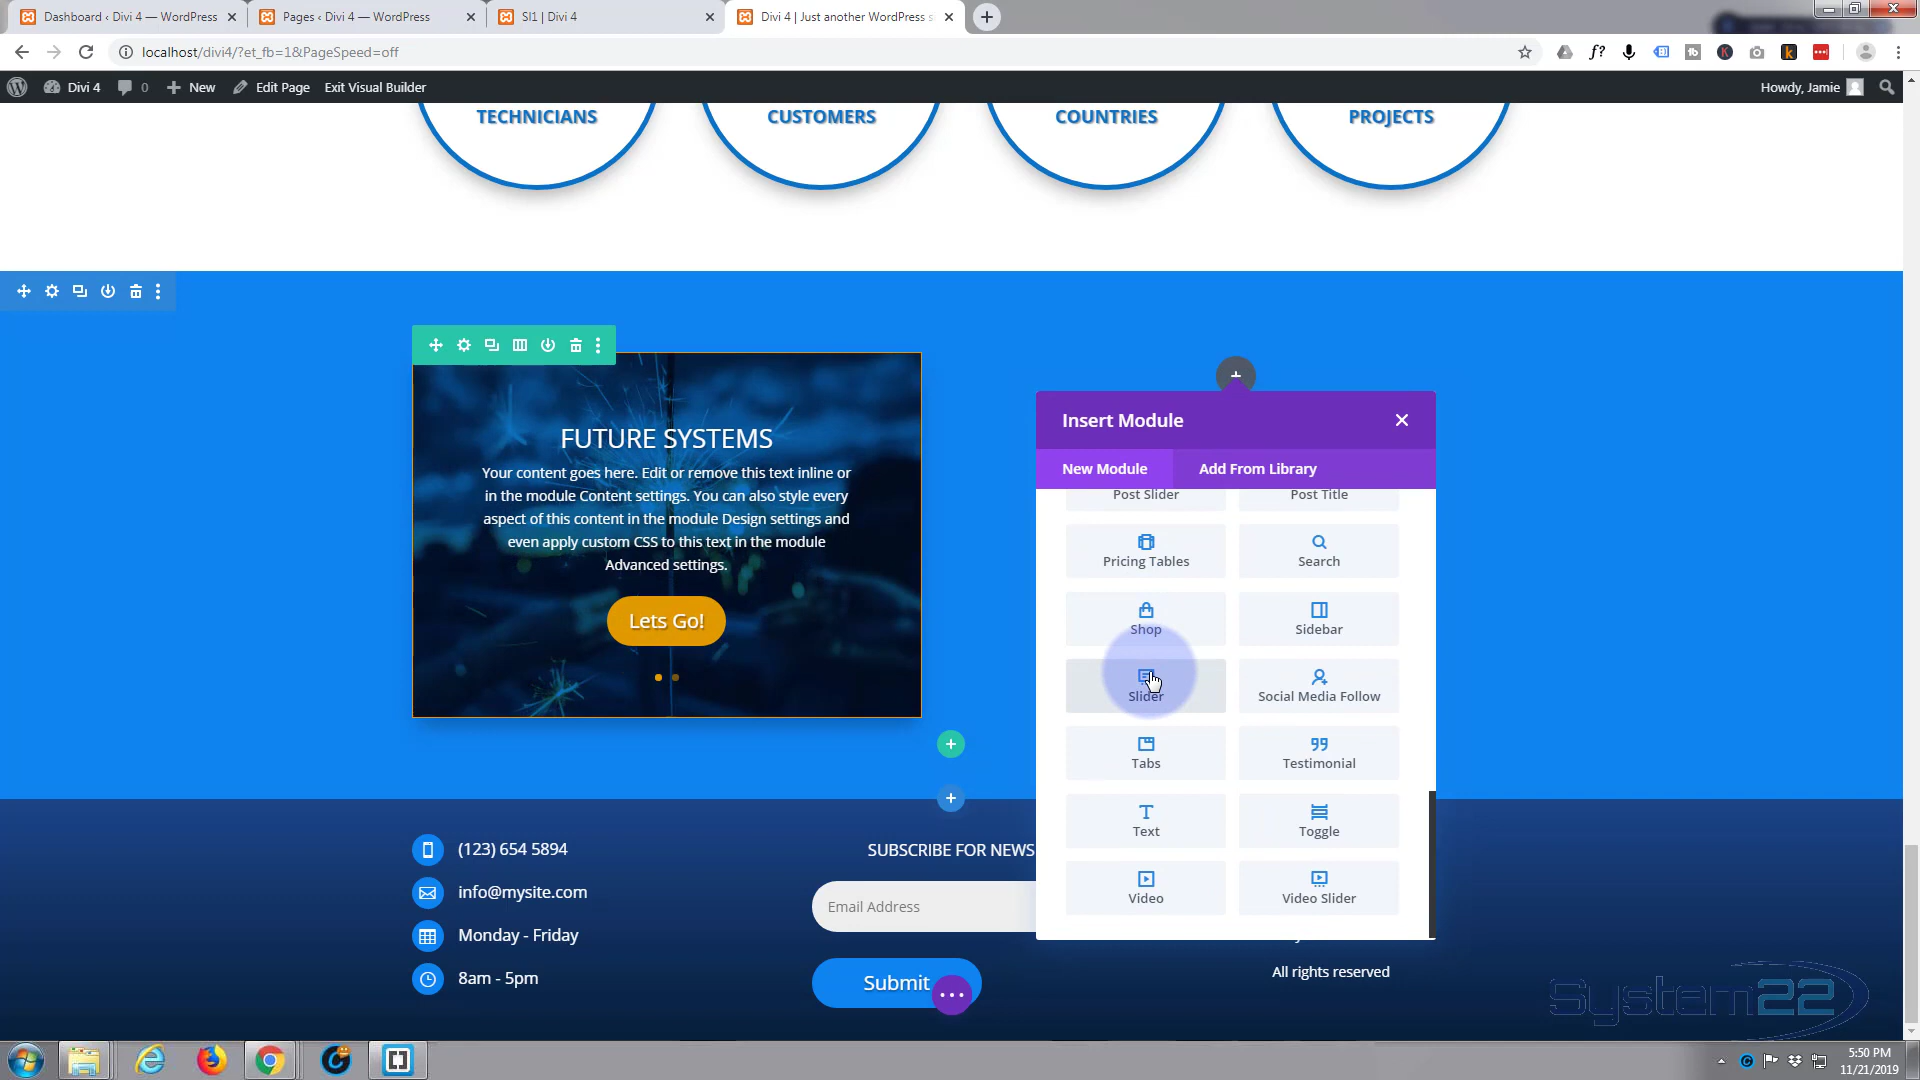 Dashboard ‹ Divi 4 — WordPress
Pages ‹ Divi 4 — WordPress
SI1 | Divi 4
Divi 4 | Just another WordPress s
localhost/divi4/?et_fb=1&PageSpeed=off
Divi 4
0
New
Edit Page
Exit Visual Builder
Howdy, Jamie
TECHNICIANS
CUSTOMERS
COUNTRIES
PROJECTS
FUTURE SYSTEMS
Your content goes here. Edit or remove this text inline or
in the module Content settings. You can also style every
aspect of this content in the module Design settings and
even apply custom CSS to this text in the module
Advanced settings.
Lets Go!
Insert Module
New Module
Add From Library
Post Slider
Post Title
Pricing Tables
Search
Shop
Sidebar
Slider
Social Media Follow
Tabs
Testimonial
Text
Toggle
Video
Video Slider
(123) 654 5894
info@mysite.com
Monday - Friday
8am - 5pm
SUBSCRIBE FOR NEWS
Email Address
Submit
All rights reserved
System22
5:50 PM
11/21/2019